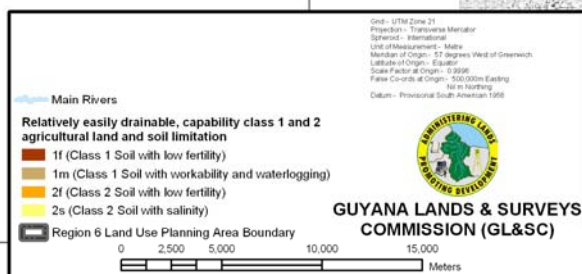 Grid:- UTM Zone 21
Projection:- Transverse Mercator
Spheroid:- International
Unit of Measurement:- Metre
Meridian of Origin:- 57 degrees West of Greenwich
Latitude of Origin:- Equator
Scale Factor at Origin:- 0.9996
False Co-ords at Origin:- 500,000m Easting
Nil m Northing
Datum:- Provisional South American 1956
Main Rivers
Relatively easily drainable, capability class 1 and 2
agricultural land and soil limitation
1f (Class 1 Soil with low fertility)
1m (Class 1 Soil with workability and waterlogging)
2f (Class 2 Soil with low fertility)
2s (Class 2 Soil with salinity)
Region 6 Land Use Planning Area Boundary
ADMINISTERING LANDS
PROMOTING DEVELOPMENT
GUYANA LANDS & SURVEYS
COMMISSION (GL&SC)
0 2,500 5,000 10,000 15,000
Meters